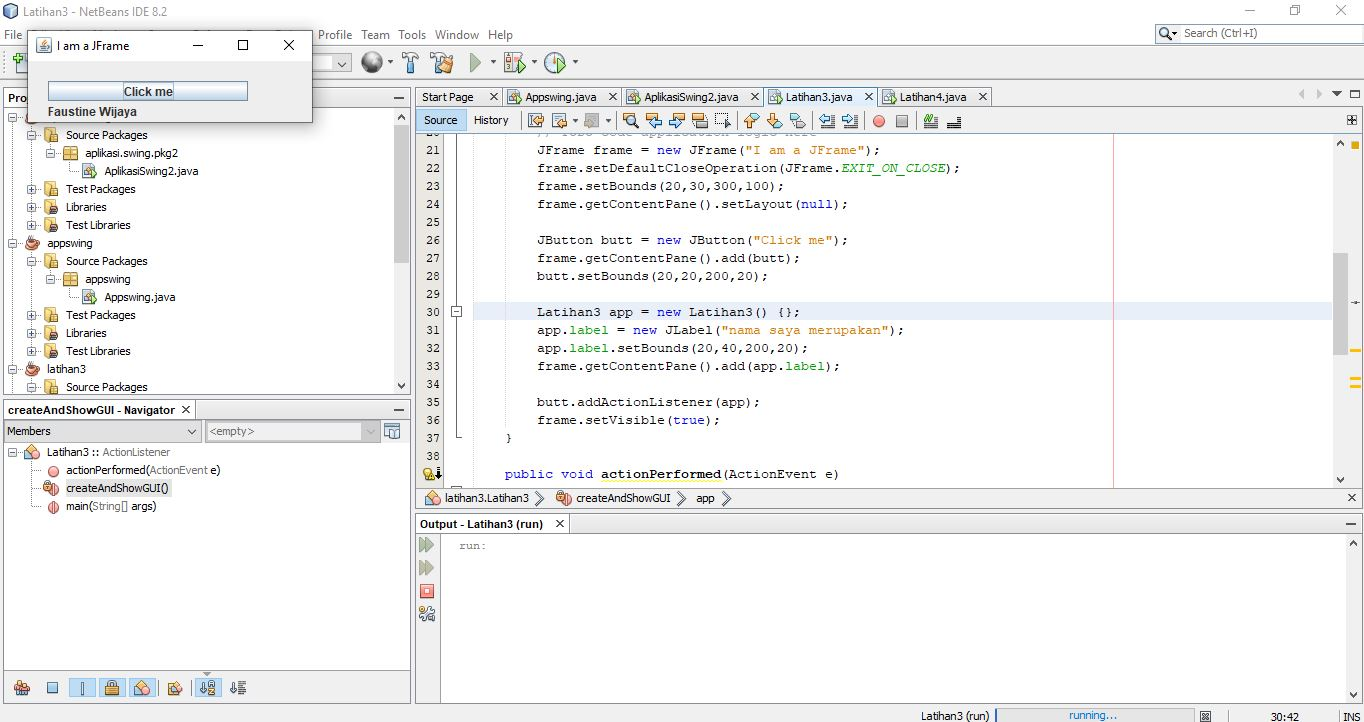 Latihan3 - NetBeans IDE 8.2
File
Profile Team Tools Window Help
Search (Ctrl+I)
I am a JFrame
Click me
Faustine Wijaya
Source Packages
aplikasi.swing.pkg2
AplikasiSwing2.java
Test Packages
Libraries
Test Libraries
appswing
Source Packages
appswing
Appswing.java
Test Packages
Libraries
Test Libraries
latihan3
Source Packages
createAndShowGUI - Navigator
Members
<empty>
Latihan3 :: ActionListener
actionPerformed(ActionEvent e)
createAndShowGUI()
main(String[] args)
Start Page Appswing.java AplikasiSwing2.java Latihan3.java Latihan4.java
Source History
21 JFrame frame = new JFrame("I am a JFrame");
22 frame.setDefaultCloseOperation(JFrame.EXIT_ON_CLOSE);
23 frame.setBounds(20,30,300,100);
24 frame.getContentPane().setLayout(null);
25
26 JButton butt = new JButton("Click me");
27 frame.getContentPane().add(butt);
28 butt.setBounds(20,20,200,20);
29
30 Latihan3 app = new Latihan3() {};
31 app.label = new JLabel("nama saya merupakan");
32 app.label.setBounds(20,40,200,20);
33 frame.getContentPane().add(app.label);
34
35 butt.addActionListener(app);
36 frame.setVisible(true);
37 }
38
public void actionPerformed(ActionEvent e)
latihan3.Latihan3 createAndShowGUI app
Output - Latihan3 (run)
run:
Latihan3 (run) running... 30:42 INS